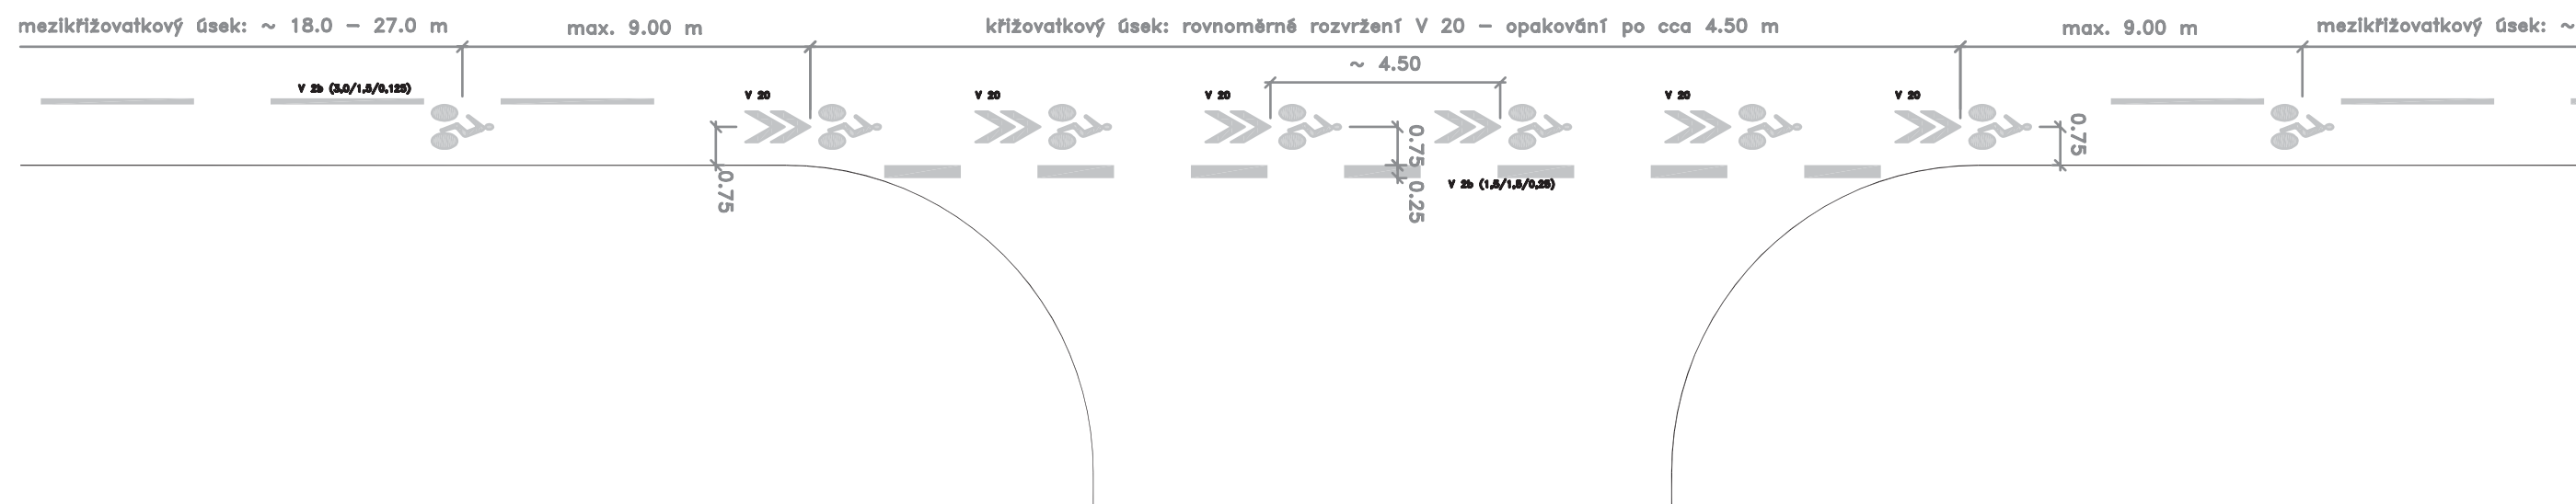 mezikřižovatkový úsek: ~ 18.0 – 27.0 m
max. 9.00 m
křižovatkový úsek: rovnoměrné rozvržení V 20 – opakování po cca 4.50 m
max. 9.00 m
mezikřižovatkový úsek: ~
~ 4.50
V 2b (3,0/1,5/0,125)
V 20
V 20
V 20
V 20
V 20
0.75
0.75
0.75
0.25
V 2b (1,5/1,5/0,25)